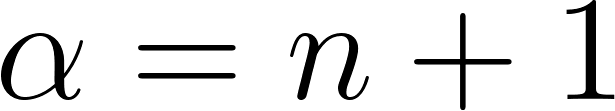 α = n + 1